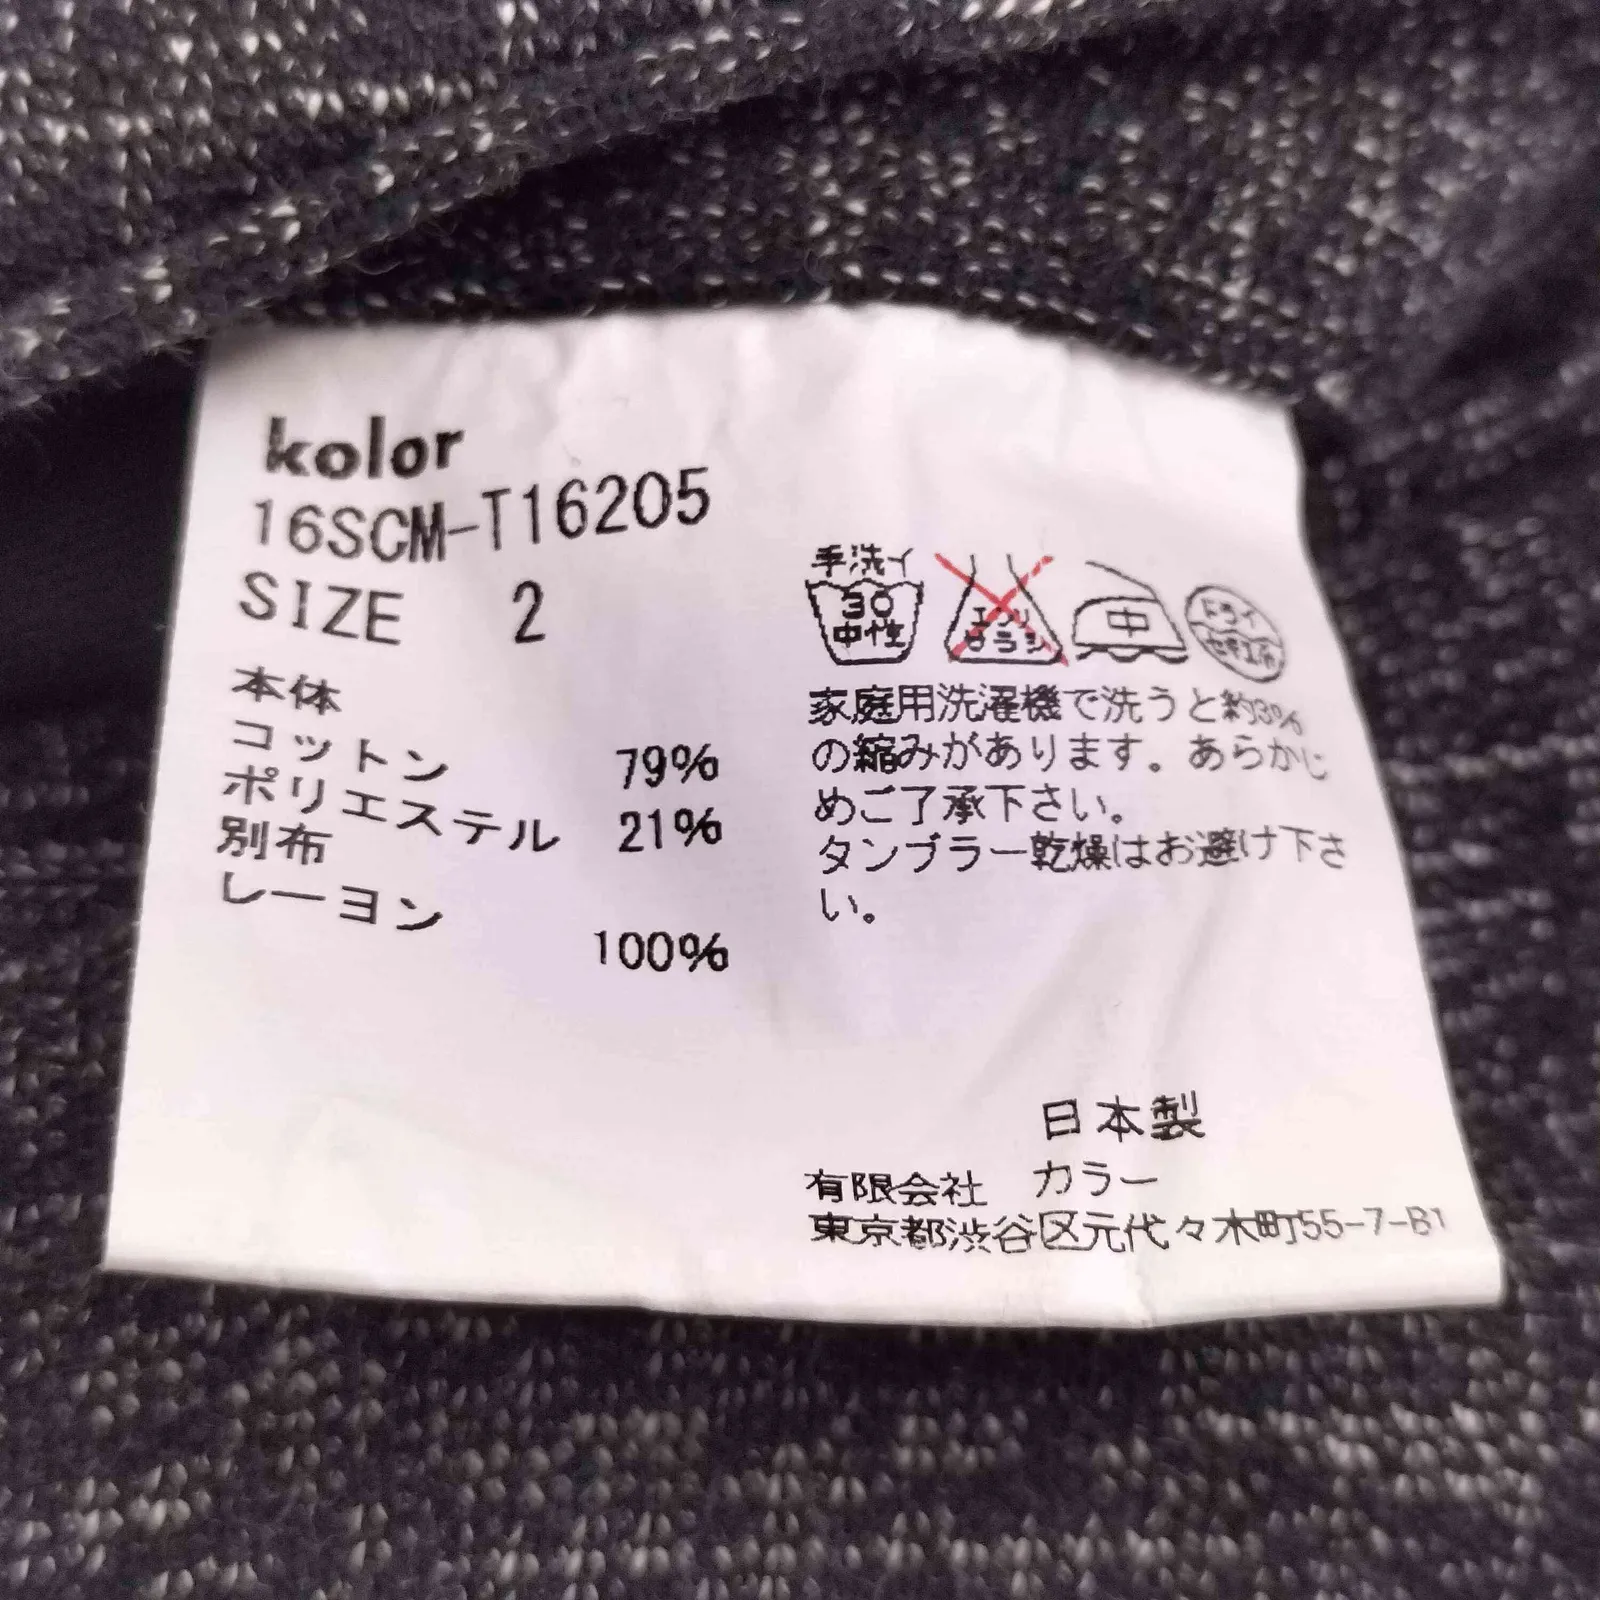 kolor
16SCM-T16205
SIZE 2
本体
コットン 79%
ポリエステル 21%
別布
レーヨン
100%
手洗イ
30
中性
エンソ
サラシ
中
ドライ
セキユ系
家庭用洗濯機で洗うと約3%
の縮みがあります。あらかじ
めご了承下さい。
タンブラー乾燥はお避け下さ
い。
日本製
有限会社 カラー
東京都渋谷区元代々木町55-7-B1